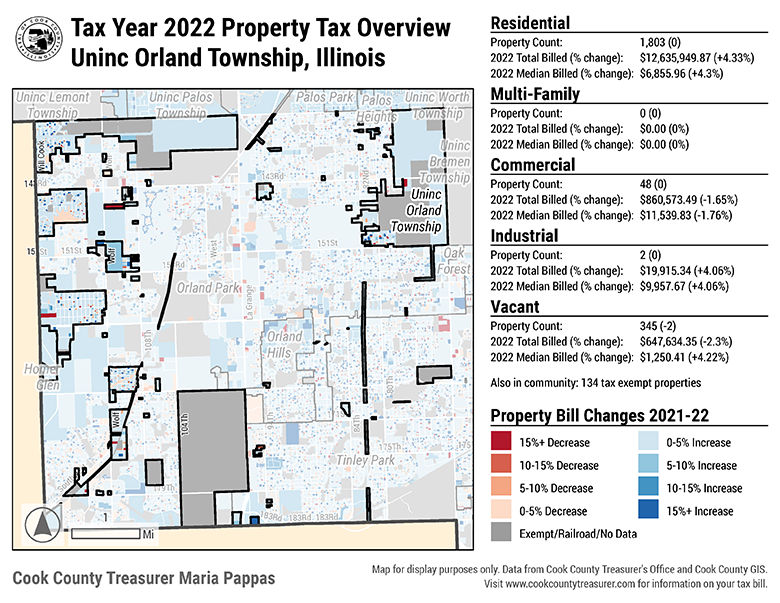 Tax Year 2022 Property Tax Overview
Uninc Orland Township, Illinois
Uninc Lemont
Township
Uninc Palos
Township
Palos Park
Palos
Heights
Uninc Worth
Township
Uninc
Bremen
Township
Will Cook
143Rd
Uninc
Orland
Township
151St
151St
Wolf
West
Oak
Forest
Orland Park
La Grange
108Th
Orland
Hills
Homer
Glen
Wolf
104Th
94Th
84Th
175Th
Tinley Park
183Rd 183Rd 183Rd
1
Mi
Residential
Property Count: 1,803 (0)
2022 Total Billed (% change): $12,635,949.87 (+4.33%)
2022 Median Billed (% change): $6,855.96 (+4.3%)
Multi-Family
Property Count: 0 (0)
2022 Total Billed (% change): $0.00 (0%)
2022 Median Billed (% change): $0.00 (0%)
Commercial
Property Count: 48 (0)
2022 Total Billed (% change): $860,573.49 (-1.65%)
2022 Median Billed (% change): $11,539.83 (-1.76%)
Industrial
Property Count: 2 (0)
2022 Total Billed (% change): $19,915.34 (+4.06%)
2022 Median Billed (% change): $9,957.67 (+4.06%)
Vacant
Property Count: 345 (-2)
2022 Total Billed (% change): $647,634.35 (-2.3%)
2022 Median Billed (% change): $1,250.41 (+4.22%)
Also in community: 134 tax exempt properties
Property Bill Changes 2021-22
15%+ Decrease
0-5% Increase
10-15% Decrease
5-10% Increase
5-10% Decrease
10-15% Increase
0-5% Decrease
15%+ Increase
Exempt/Railroad/No Data
Cook County Treasurer Maria Pappas
Map for display purposes only. Data from Cook County Treasurer's Office and Cook County GIS.
Visit www.cookcountytreasurer.com for information on your tax bill.